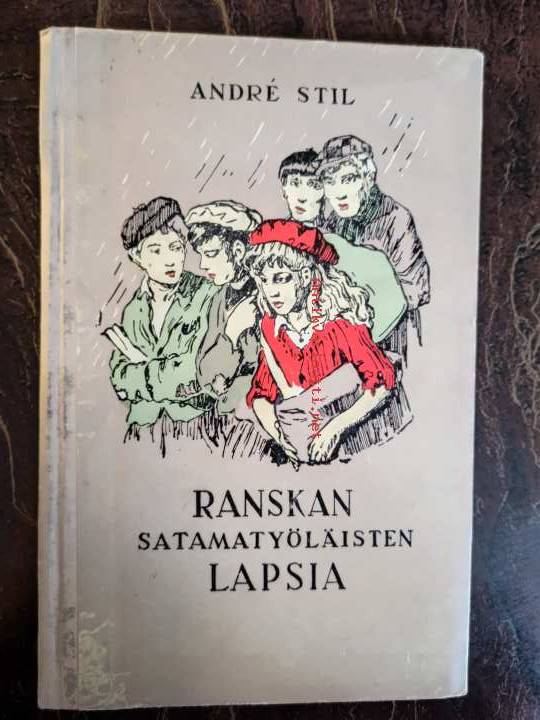 ANDRÉ STIL
RANSKAN
SATAMATYÖLÄISTEN
LAPSIA